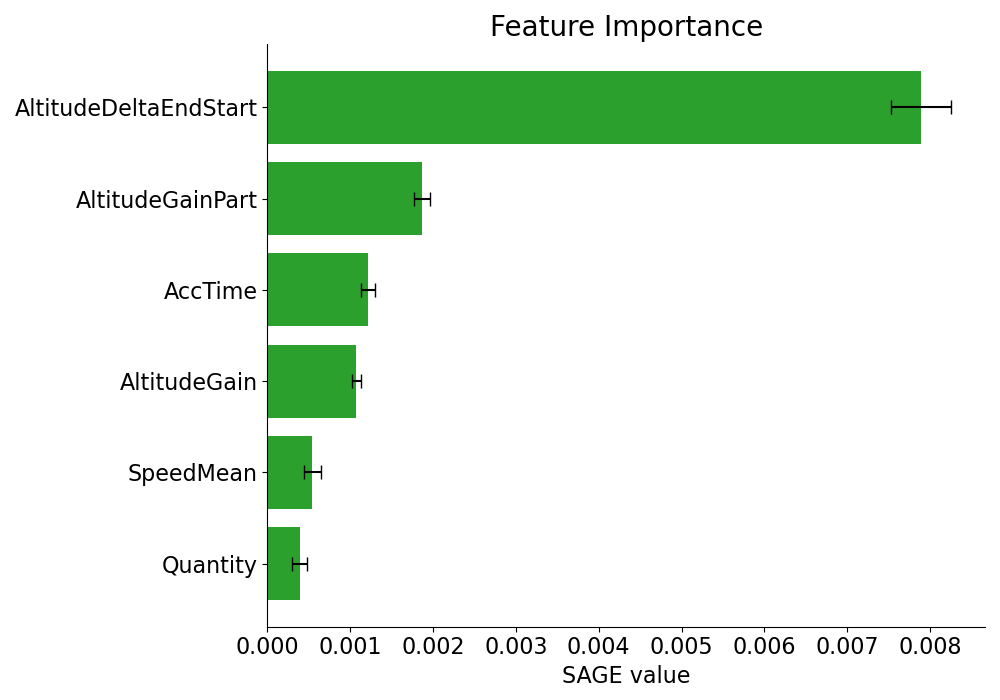 Feature Importance
AltitudeDeltaEndStart
AltitudeGainPart
AccTime
AltitudeGain
SpeedMean
Quantity
0.000 0.001 0.002 0.003 0.004 0.005 0.006 0.007 0.008
SAGE value